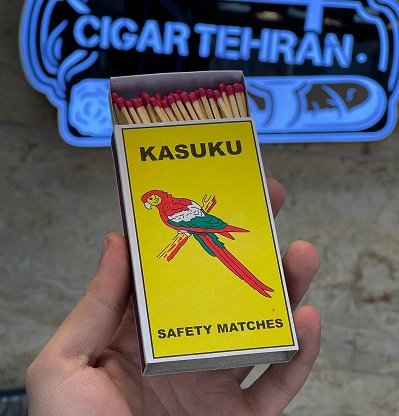 CIGAR TEHRAN
KASUKU
SAFETY MATCHES